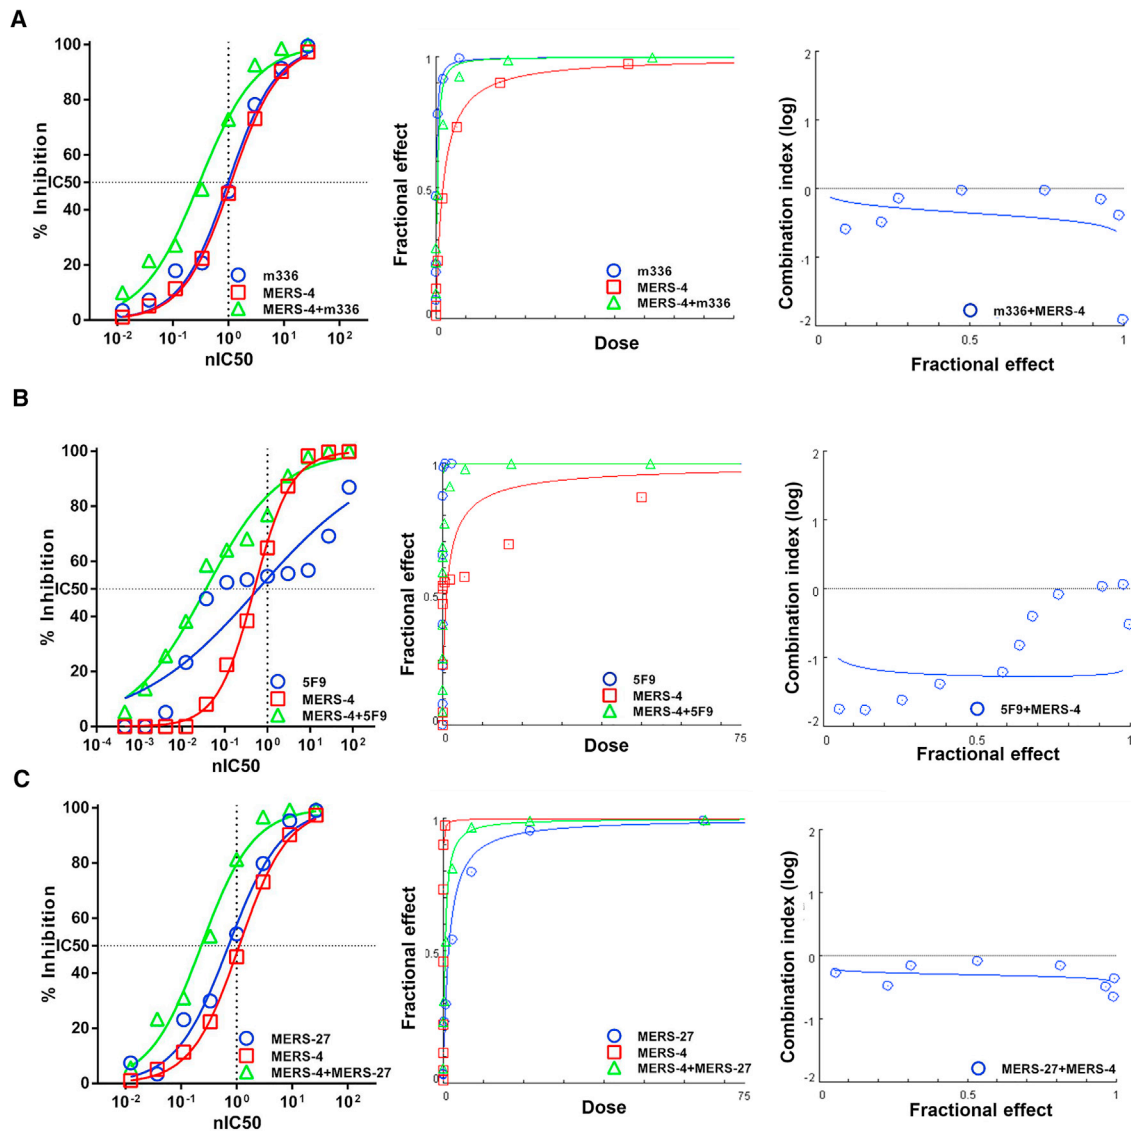 A
% Inhibition
100
80
60
IC50
40
20
0
10-2
10-1
100
101
102
nIC50
m336
MERS-4
MERS-4+m336
Fractional effect
1
0.5
0
0
Dose
m336
MERS-4
MERS-4+m336
Combination index (log)
2
1
0
-1
-2
0
0.5
1
Fractional effect
m336+MERS-4
B
% Inhibition
100
80
60
IC50
40
20
0
10-4
10-3
10-2
10-1
100
101
102
nIC50
5F9
MERS-4
MERS-4+5F9
Fractional effect
1
0.5
0
0
75
Dose
5F9
MERS-4
MERS-4+5F9
Combination index (log)
2
1
0
-1
-2
0
0.5
1
Fractional effect
5F9+MERS-4
C
% Inhibition
100
80
60
IC50
40
20
0
10-2
10-1
100
101
102
nIC50
MERS-27
MERS-4
MERS-4+MERS-27
Fractional effect
1
0.5
0
0
75
Dose
MERS-27
MERS-4
MERS-4+MERS-27
Combination index (log)
2
1
0
-1
-2
0
0.5
1
Fractional effect
MERS-27+MERS-4